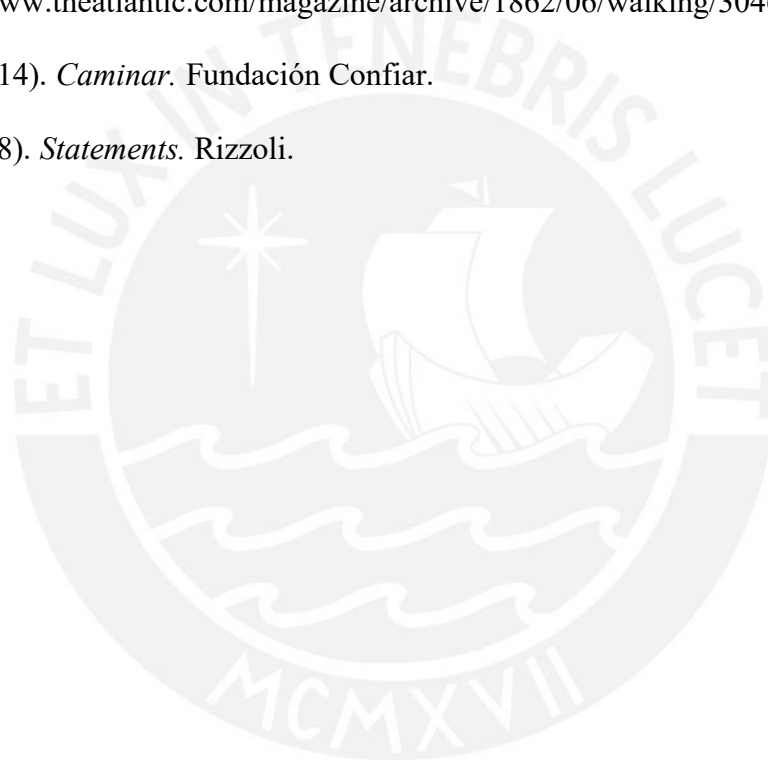 ww.theatlantic.com/magazine/archive/1862/06/walking/304
14). Caminar. Fundación Confiar.
8). Statements. Rizzoli.
ET LUX IN TENEBRIS LUCET
MCMXVII